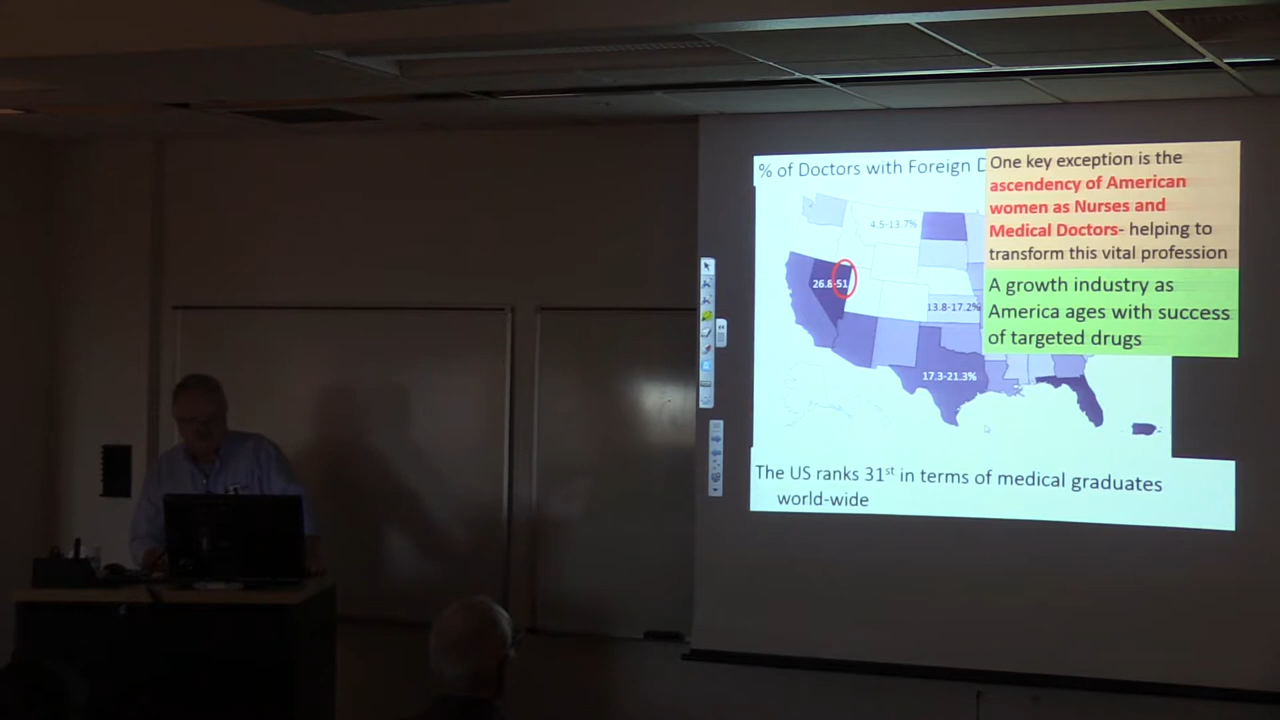 % of Doctors with Foreign D
One key exception is the
ascendency of American
women as Nurses and
Medical Doctors- helping to
transform this vital profession
4.5-13.7%
A growth industry as
America ages with success
of targeted drugs
26.8-51
13.8-17.2%
17.3-21.3%
The US ranks 31st in terms of medical graduates
world-wide